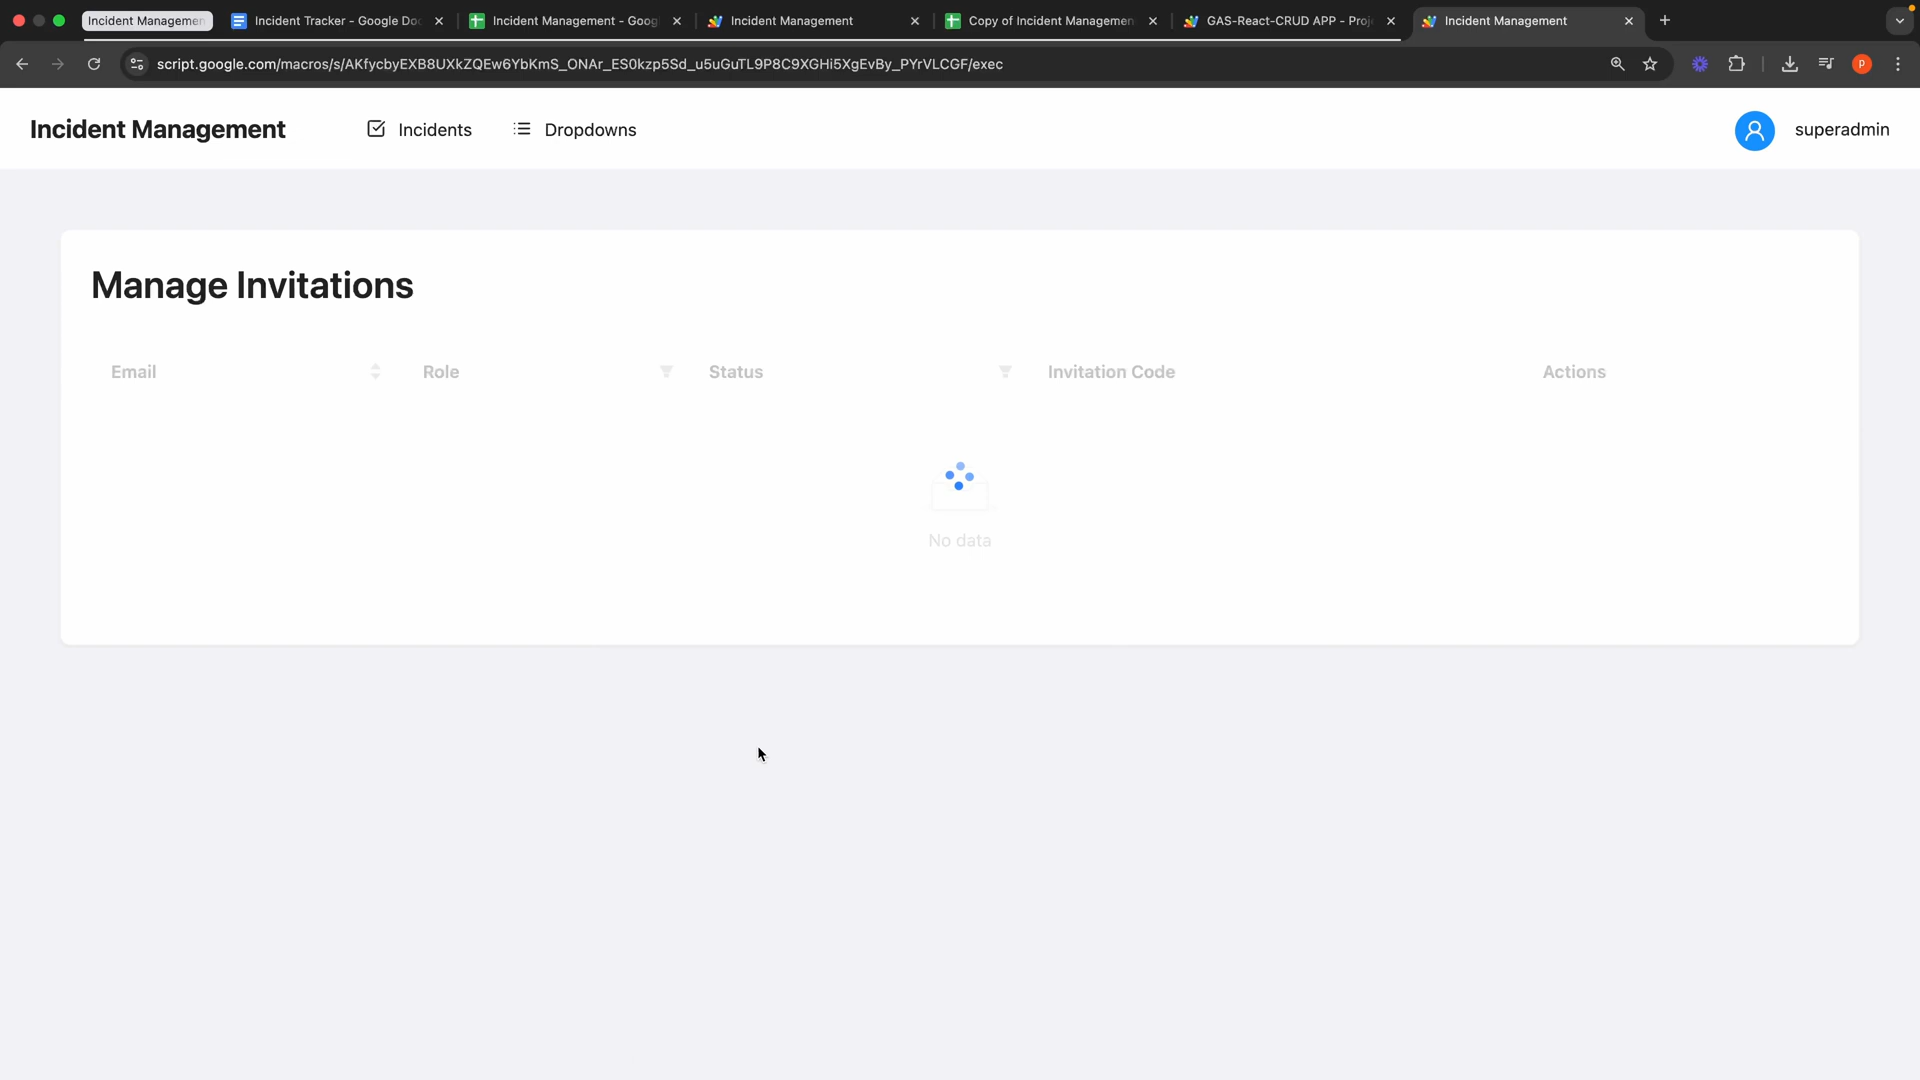 Incident Managemen
Incident Tracker - Google Doc
Incident Management - Goog
Incident Management
Copy of Incident Managemen
GAS-React-CRUD APP - Proj
Incident Management
script.google.com/macros/s/AKfycbyEXB8UXkZQEw6YbKmS_ONAr_ES0kzp5Sd_u5uGuTL9P8C9XGHi5XgEvBy_PYrVLCGF/exec
p
Incident Management
Incidents
Dropdowns
superadmin
Manage Invitations
Email
Role
Status
Invitation Code
Actions
No data